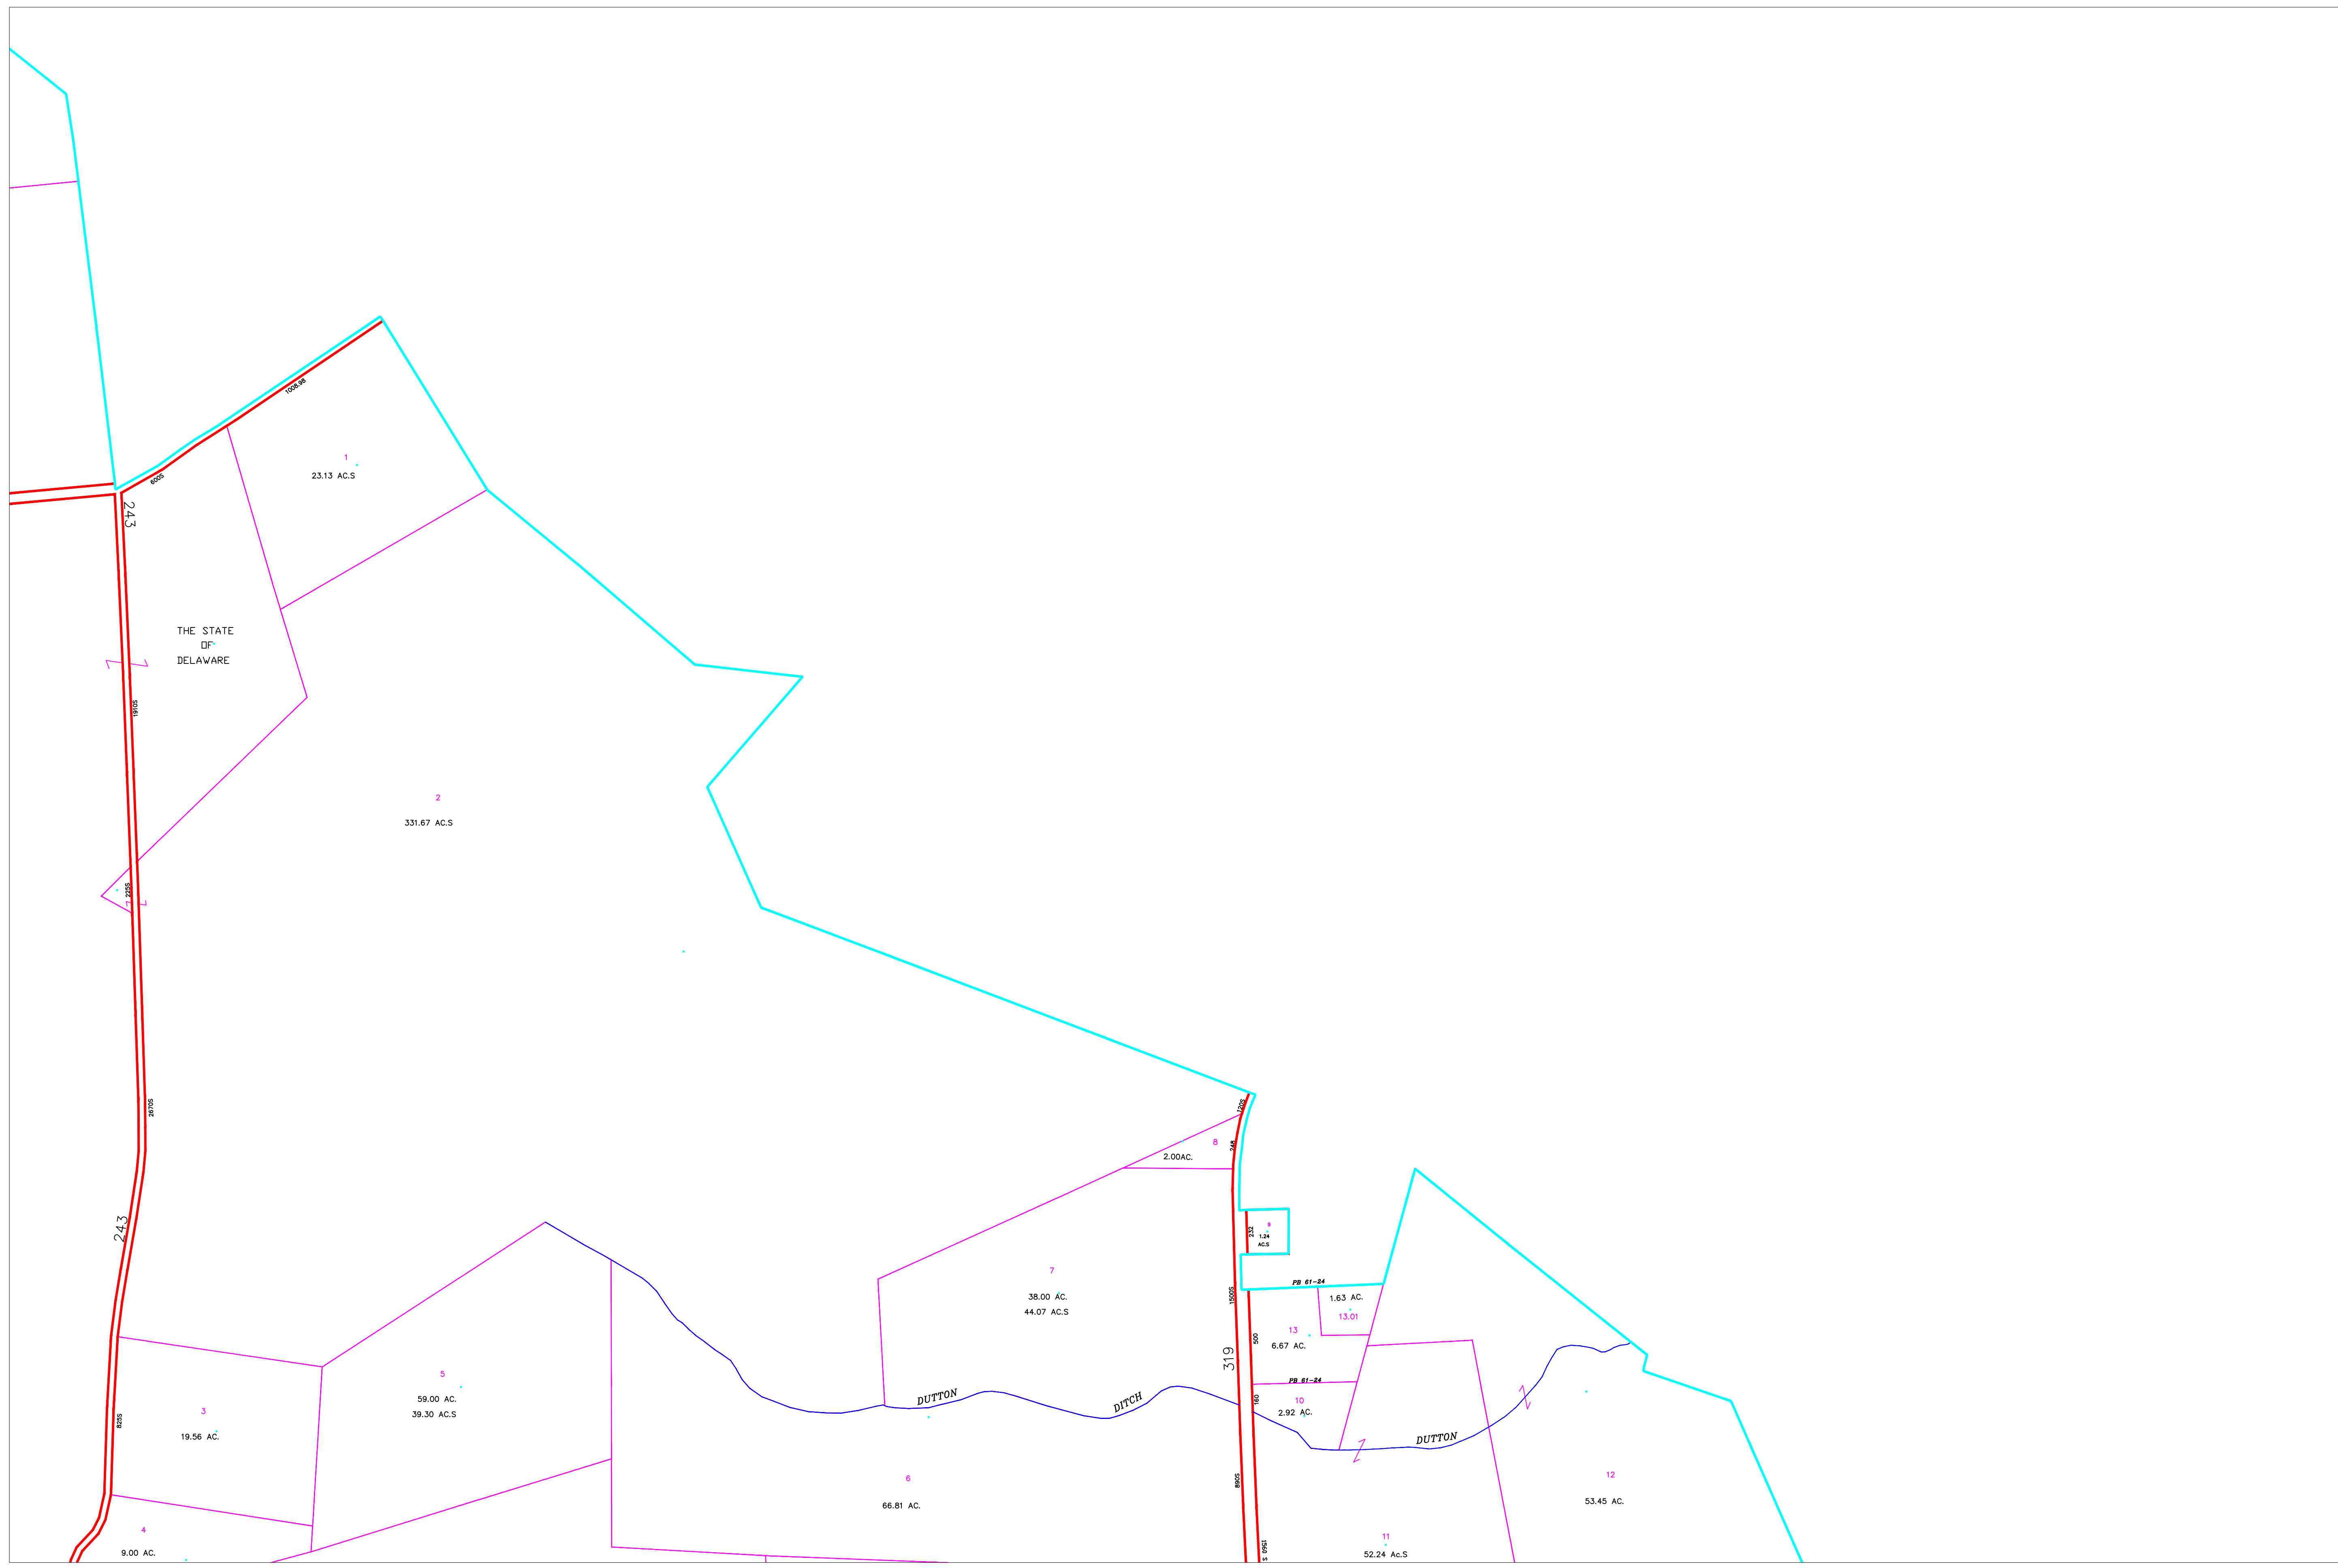 1008.98
1
23.13 AC.S
600S
243
THE STATE
OF
DELAWARE
1910S
2
331.67 AC.S
225S
2670S
120S
8
248
2.00AC.
243
9
232
1.24
AC.S
7
38.00 AC.
44.07 AC.S
1500S
PB 61-24
1.63 AC.
13.01
13
6.67 AC.
500
319
5
59.00 AC.
39.30 AC.S
PB 61-24
160
10
2.92 AC.
DUTTON
DITCH
DUTTON
3
19.56 AC.
825S
6
66.81 AC.
890S
12
53.45 AC.
4
9.00 AC.
1560 S
11
52.24 Ac.S